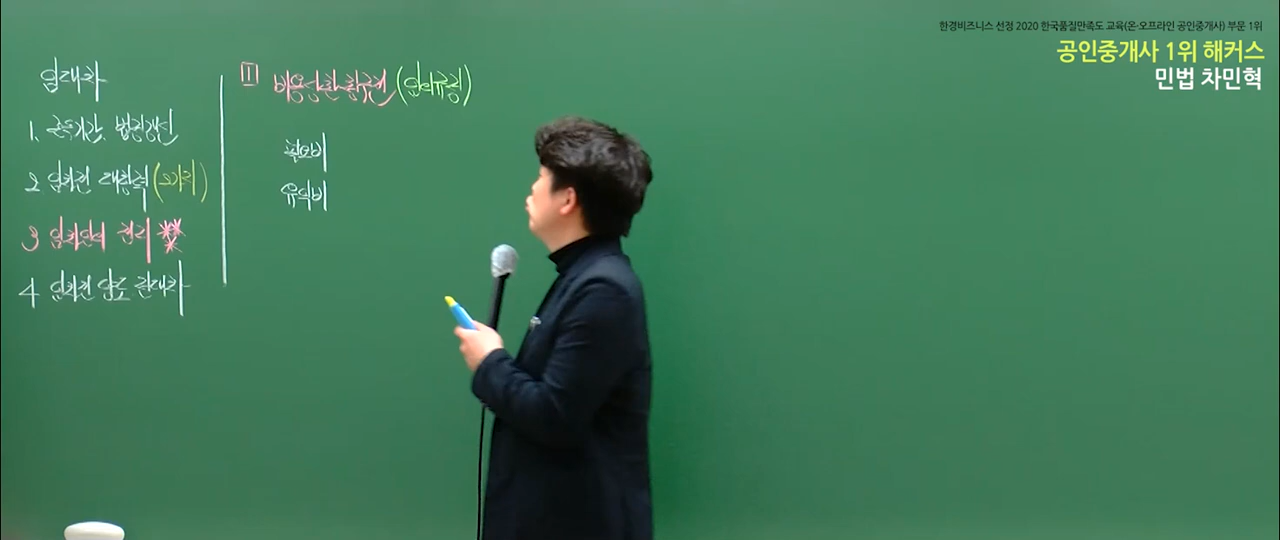 한경비즈니스 선정 2020 한국품질만족도 교육(온·오프라인 공인중개사) 부문 1위
공인중개사 1위 해커스
민법 차민혁
임대차
1. 존속기간, 법정갱신
2. 임차권 대항력
3 임차인의 권리
4 임차권 양도 전대차
1 비용상환청구권 (임의규정)
필요비
유익비